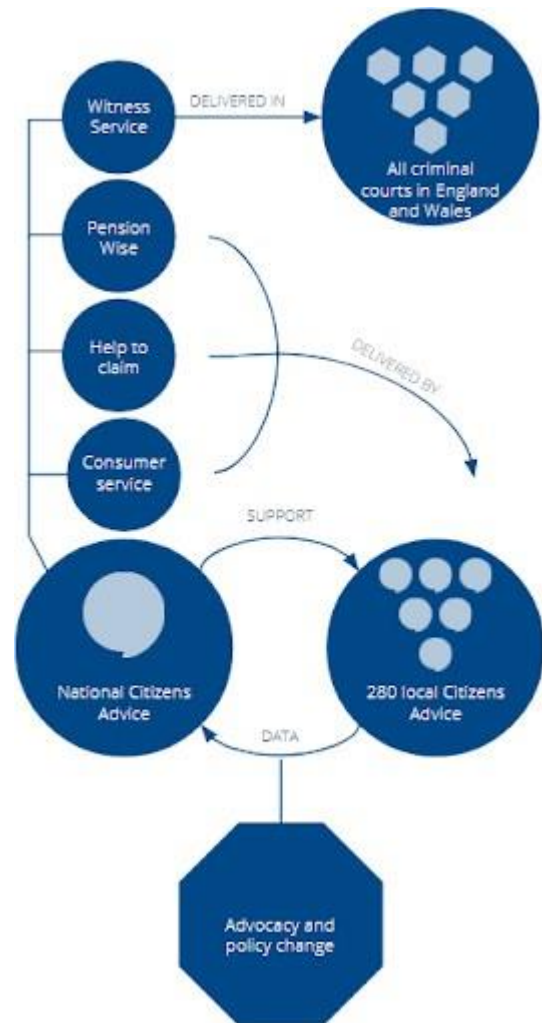 Witness
Service
DELIVERED IN
All criminal
courts in England
and Wales
Pension
Wise
Help to
claim
DELIVERED BY
Consumer
service
SUPPORT
National Citizens
Advice
280 local Citizens
Advice
DATA
Advocacy and
policy change